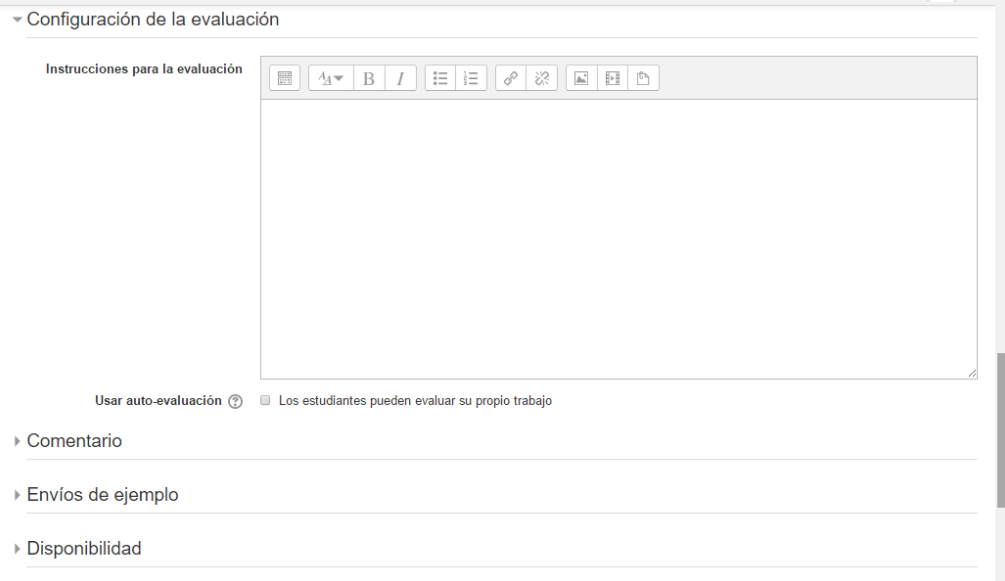 Configuración de la evaluación
Instrucciones para la evaluación
Usar auto-evaluación
Los estudiantes pueden evaluar su propio trabajo
Comentario
Envíos de ejemplo
Disponibilidad